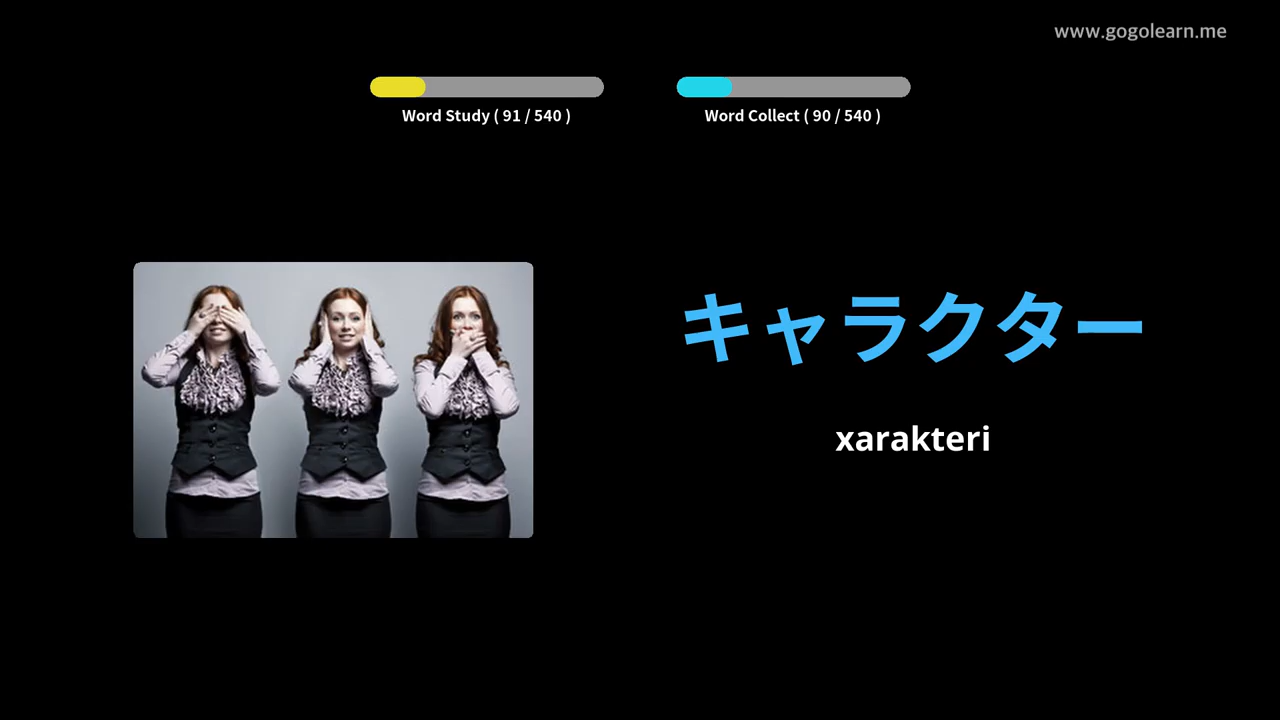 www.gogolearn.me
Word Study ( 91 / 540 )
Word Collect ( 90 / 540 )
キャラクター
xarakteri